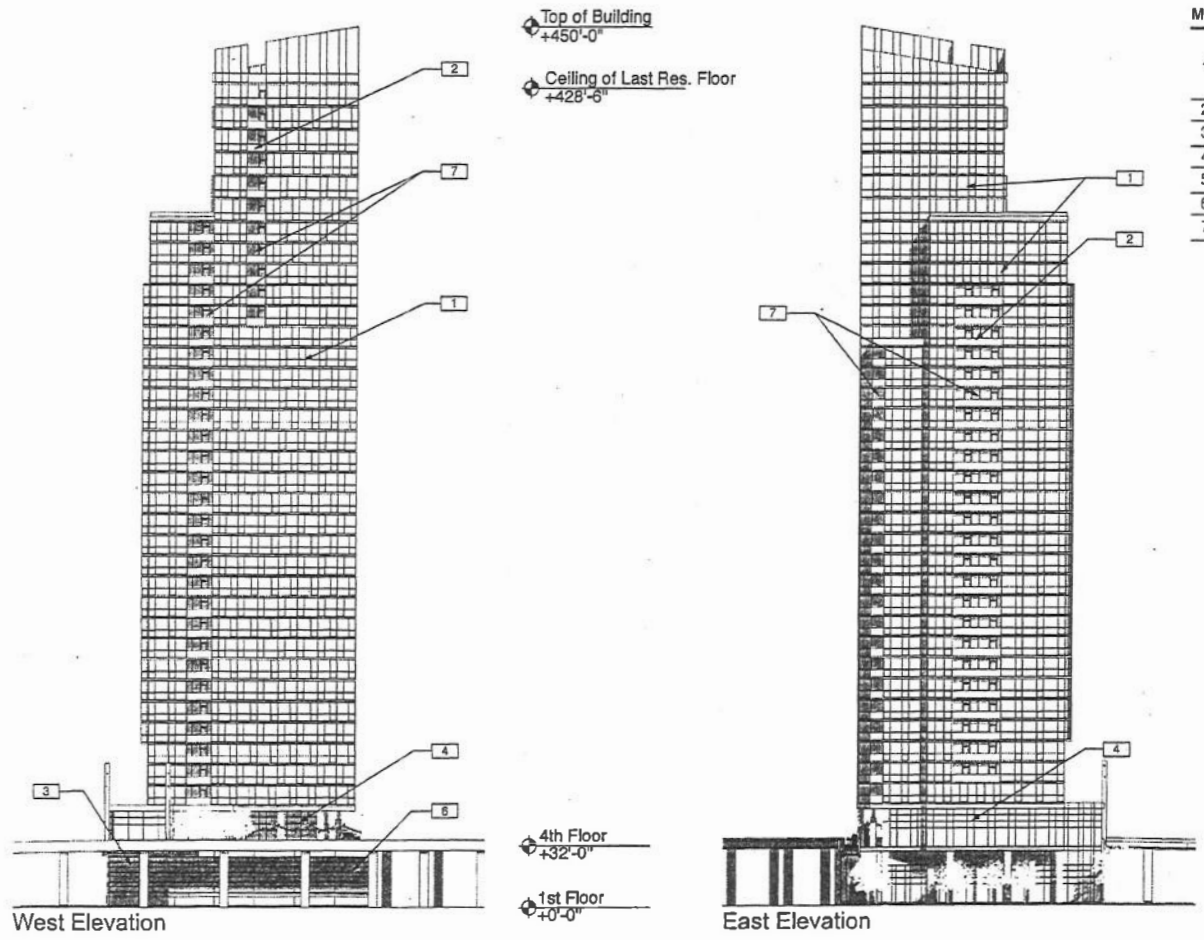 Top of Building
+450'-0"
M
Ceiling of Last Res. Floor
+428'-6"
2
7
1
4
3
6
1
2
7
4
4th Floor
+32'-0"
1st Floor
+0'-0"
West Elevation
East Elevation